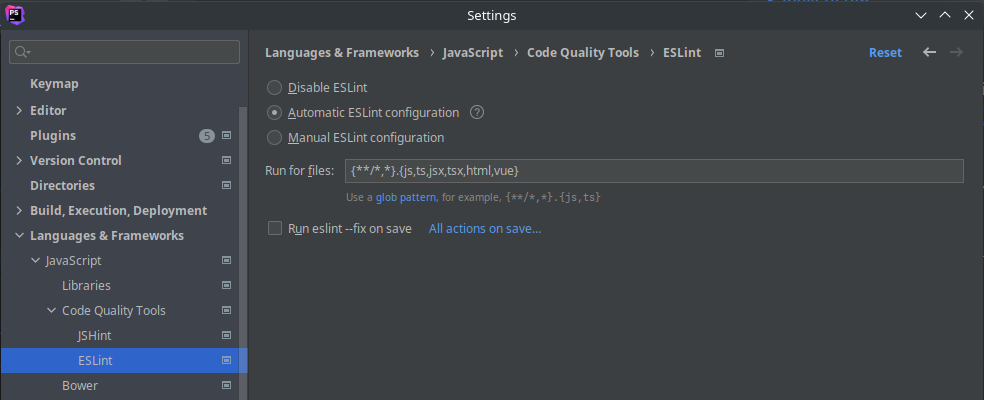 PS
Settings
Languages & Frameworks › JavaScript › Code Quality Tools › ESLint
Reset
Keymap
Editor
Plugins 5
Version Control
Directories
Build, Execution, Deployment
Languages & Frameworks
JavaScript
Libraries
Code Quality Tools
JSHint
ESLint
Bower
Disable ESLint
Automatic ESLint configuration ?
Manual ESLint configuration
Run for files: {**/*,*}.{js,ts,jsx,tsx,html,vue}
Use a glob pattern, for example, {**/*,*}.{js,ts}
Run eslint --fix on save All actions on save...